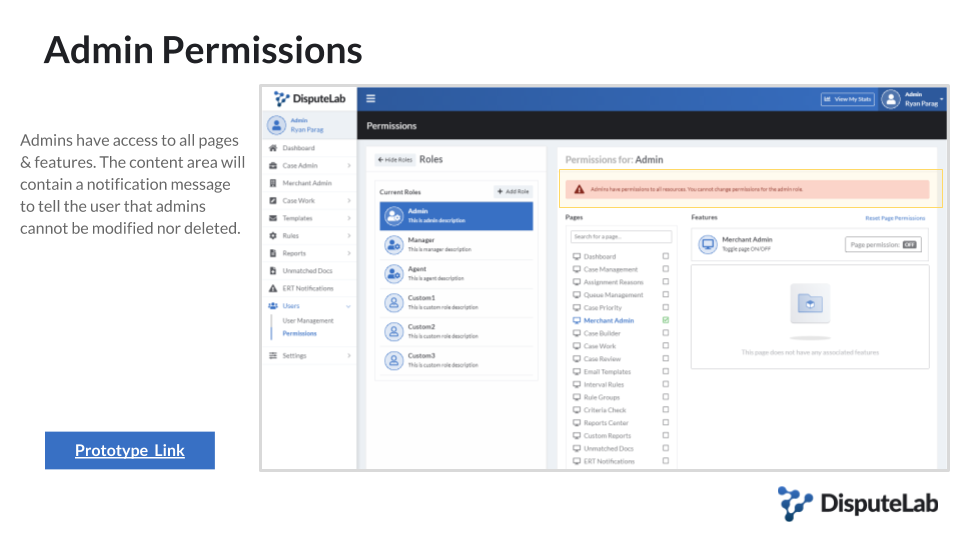 Admin Permissions
Admins have access to all pages
& features. The content area will
contain a notification message
to tell the user that admins
cannot be modified nor deleted.
Prototype Link
DisputeLab
View My Stats
Admin
Ryan Parag
Admin
Ryan Parag
Permissions
Dashboard
Case Admin
Merchant Admin
Case Work
Templates
Rules
Reports
Unmatched Docs
ERT Notifications
Users
User Management
Permissions
Settings
Hide Roles
Roles
Current Roles
Add Role
Admin
This is admin description
Manager
This is manager description
Agent
This is agent description
Custom1
This is custom role description
Custom2
This is custom role description
Custom3
This is custom role description
Permissions for: Admin
Admins have permissions to all resources. You cannot change permissions for the admin role.
Pages
Search for a page...
Dashboard
Case Management
Assignment Reasons
Queue Management
Case Priority
Merchant Admin
Case Builder
Case Work
Case Review
Email Templates
Interval Rules
Rule Groups
Criteria Check
Reports Center
Custom Reports
Unmatched Docs
ERT Notifications
Features
Reset Page Permissions
Merchant Admin
Toggle page ON/OFF
Page permission: OFF
This page does not have any associated features
DisputeLab